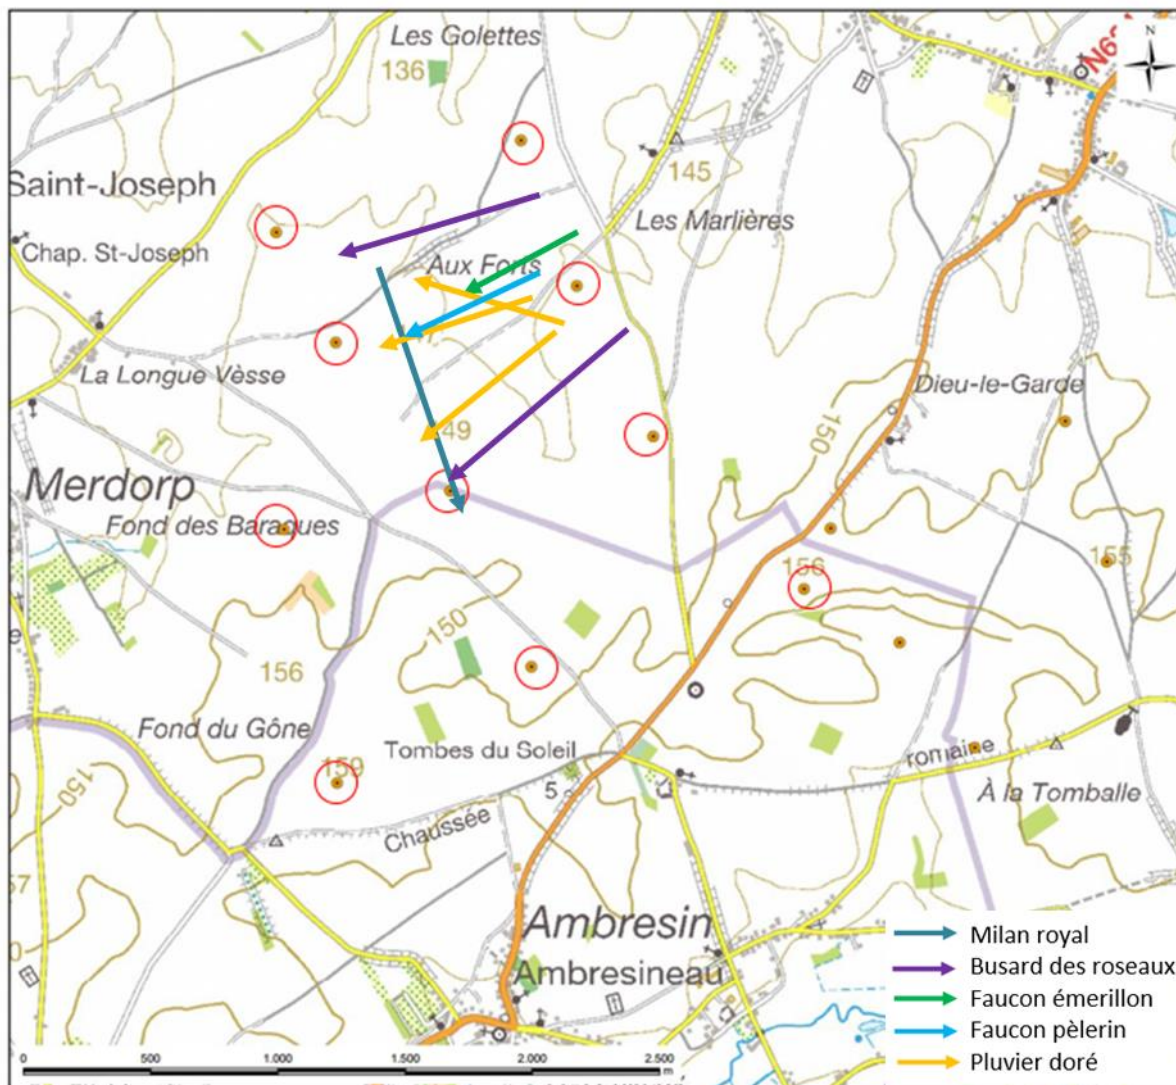 Les Golettes
136
N
Saint-Joseph
145
Les Marlières
Chap. St-Joseph
Aux Forts
La Longue Vèsse
Dieu-le-Garde
150
49
Merdorp
Fond des Baraques
155
156
150
156
Fond du Gône
Tombes du Soleil
romaine
159
5
À la Tomballe
150
Chaussée
57
0
Ambresin
Ambresineau
Milan royal
Busard des roseaux
Faucon émerillon
Faucon pèlerin
Pluvier doré
0 500 1.000 1.500 2.000 2.500
m